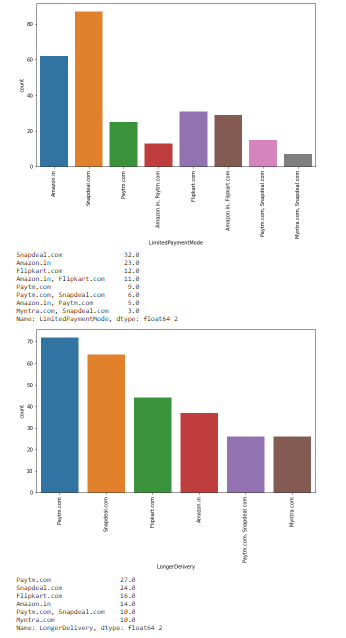 80
60
40
20
0
count
Amazon.in
Snapdeal.com
Paytm.com
Amazon.in, Paytm.com
Flipkart.com
Amazon.in, Flipkart.com
Paytm.com, Snapdeal.com
Myntra.com, Snapdeal.com
LimitedPaymentMode
Snapdeal.com 32.0
Amazon.in 23.0
Flipkart.com 12.0
Amazon.in, Flipkart.com 11.0
Paytm.com 9.0
Paytm.com, Snapdeal.com 6.0
Amazon.in, Paytm.com 5.0
Myntra.com, Snapdeal.com 3.0
Name: LimitedPaymentMode, dtype: float64 2
70
60
50
40
30
20
10
0
count
Paytm.com
Snapdeal.com
Flipkart.com
Amazon.in
Paytm.com, Snapdeal.com
Myntra.com
LongerDelivery
Paytm.com 27.0
Snapdeal.com 24.0
Flipkart.com 16.0
Amazon.in 14.0
Paytm.com, Snapdeal.com 10.0
Myntra.com 10.0
Name: LongerDelivery, dtype: float64 2